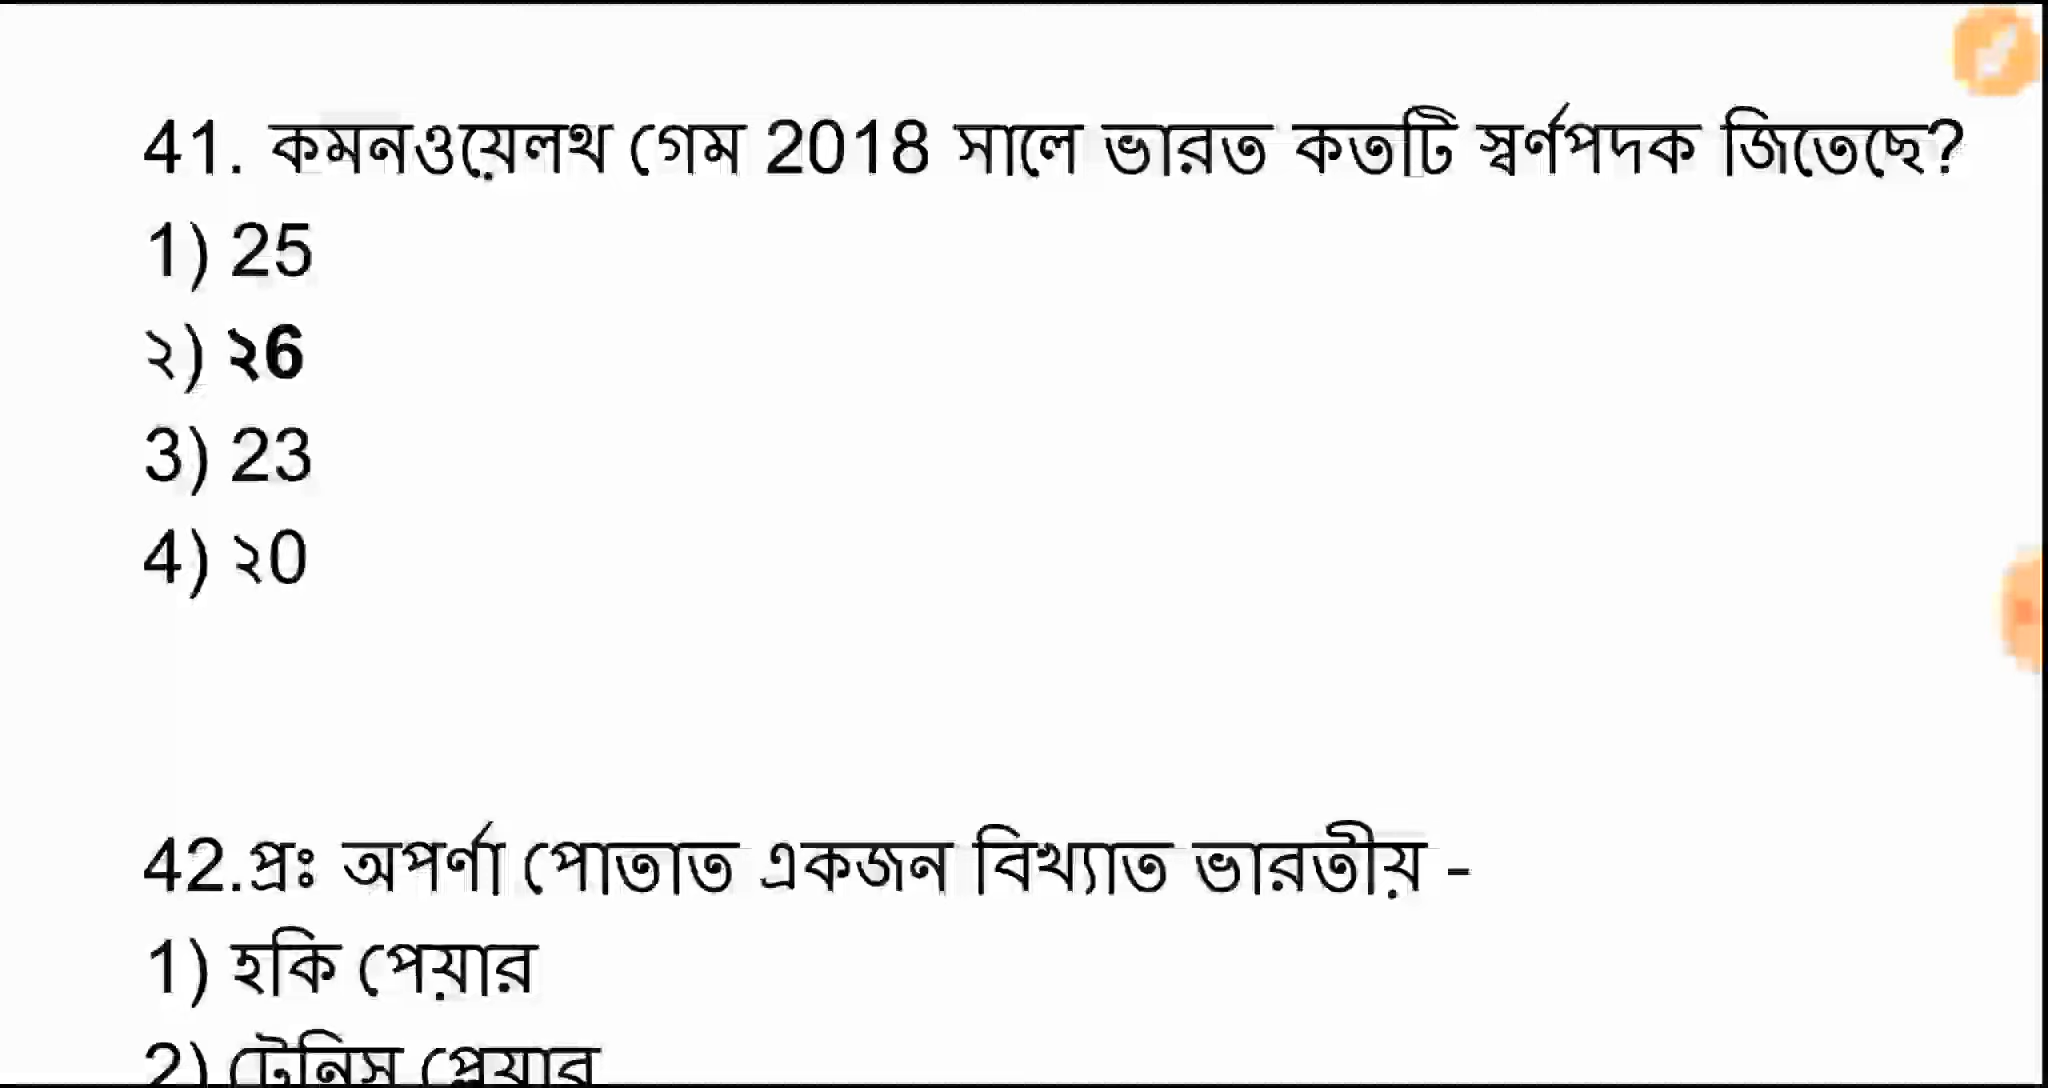 41. কমনওয়েলথ গেম 2018 সালে ভারত কতটি স্বর্ণপদক জিতেছে?
1) 25
২) ২6
3) 23
4) ২0
42.প্রঃ অপর্ণা পোতাত একজন বিখ্যাত ভারতীয় -
1) হকি পেয়ার
2) টেনিস প্লেয়ার